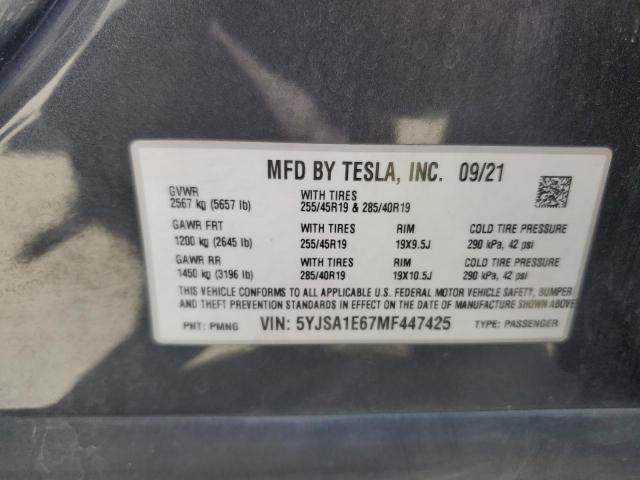 MFD BY TESLA, INC. 09/21
GVWR WITH TIRES
2567 kg (5657 lb) 255/45R19 & 285/40R19
GAWR FRT WITH TIRES RIM COLD TIRE PRESSURE
1200 kg (2645 lb) 255/45R19 19X9.5J 290 kPa, 42 psi
GAWR RR WITH TIRES RIM COLD TIRE PRESSURE
1450 kg (3196 lb) 285/40R19 19X10.5J 290 kPa, 42 psi
THIS VEHICLE CONFORMS TO ALL APPLICABLE U.S. FEDERAL MOTOR VEHICLE SAFETY, BUMPER
AND THEFT PREVENTION STANDARDS IN EFFECT ON THE DATE OF MANUFACTURE SHOWN ABOVE
PNT: PMNG VIN: 5YJSA1E67MF447425 TYPE: PASSENGER